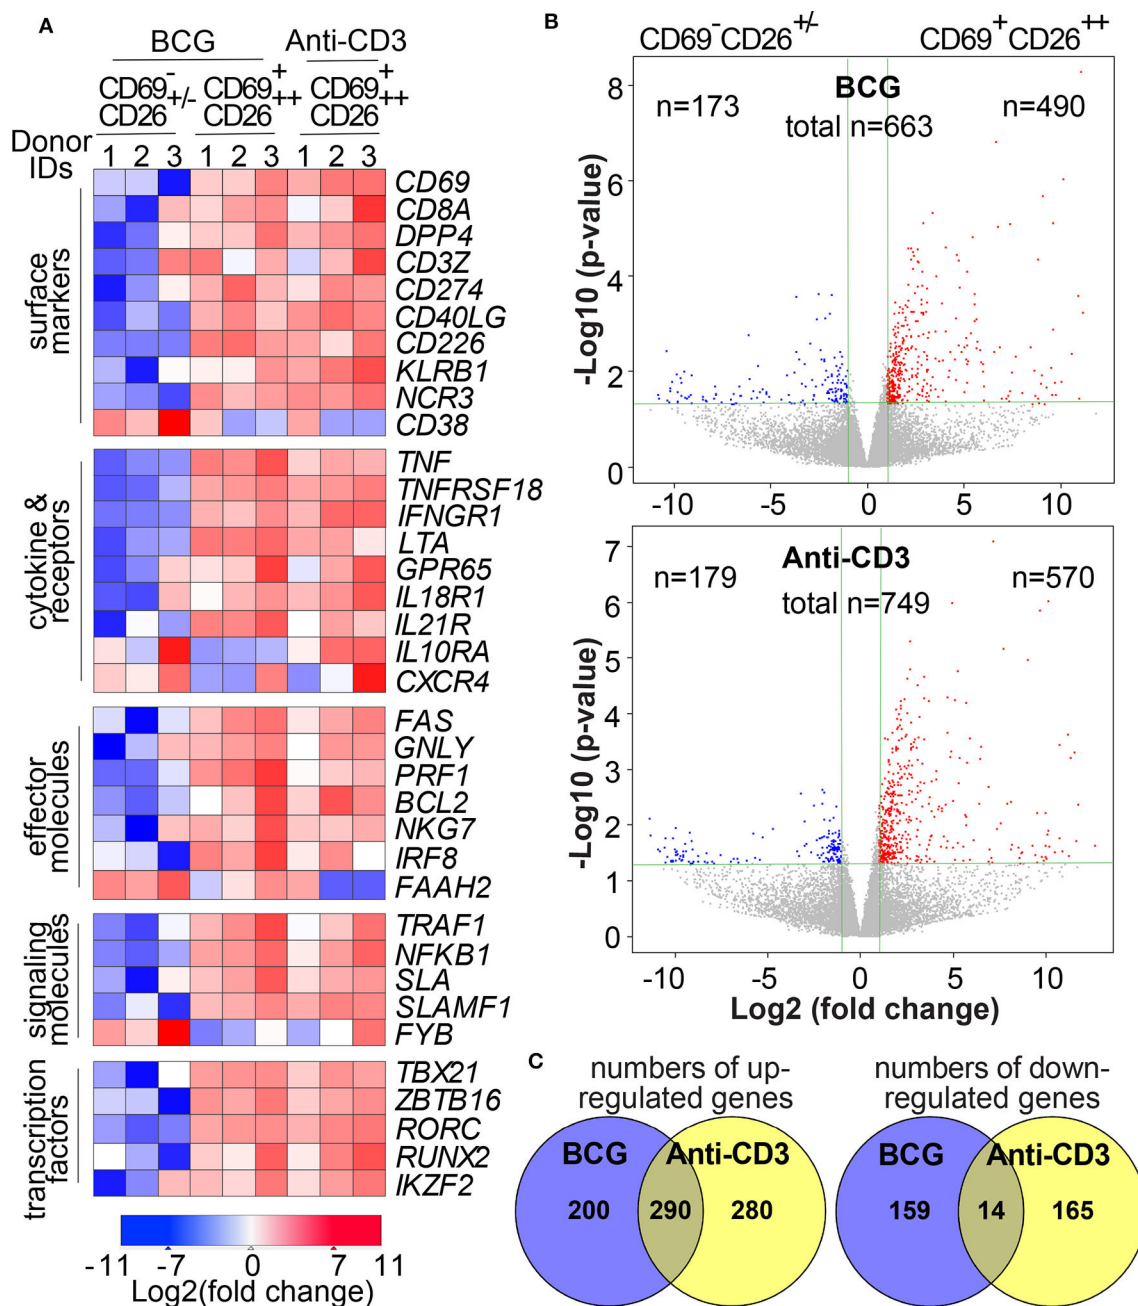 A
BCG Anti-CD3
CD69- CD26+/- CD69+ CD26++ CD69+ CD26++
Donor IDs
1 2 3 1 2 3 1 2 3
surface markers
CD69
CD8A
DPP4
CD3Z
CD274
CD40LG
CD226
KLRB1
NCR3
CD38
cytokine & receptors
TNF
TNFRSF18
IFNGR1
LTA
GPR65
IL18R1
IL21R
IL10RA
CXCR4
effector molecules
FAS
GNLY
PRF1
BCL2
NKG7
IRF8
FAAH2
signaling molecules
TRAF1
NFKB1
SLA
SLAMF1
FYB
transcription factors
TBX21
ZBTB16
RORC
RUNX2
IKZF2
-11 -7 0 7 11
Log2(fold change)
B
CD69-CD26+/- CD69+CD26++
BCG
n=173 total n=663 n=490
-Log10 (p-value)
8
6
4
2
0
-10 -5 0 5 10
Anti-CD3
n=179 total n=749 n=570
-Log10 (p-value)
7
6
5
4
3
2
1
0
-10 -5 0 5 10
Log2 (fold change)
C
numbers of up-
regulated genes
BCG Anti-CD3
200 290 280
numbers of down-
regulated genes
BCG Anti-CD3
159 14 165